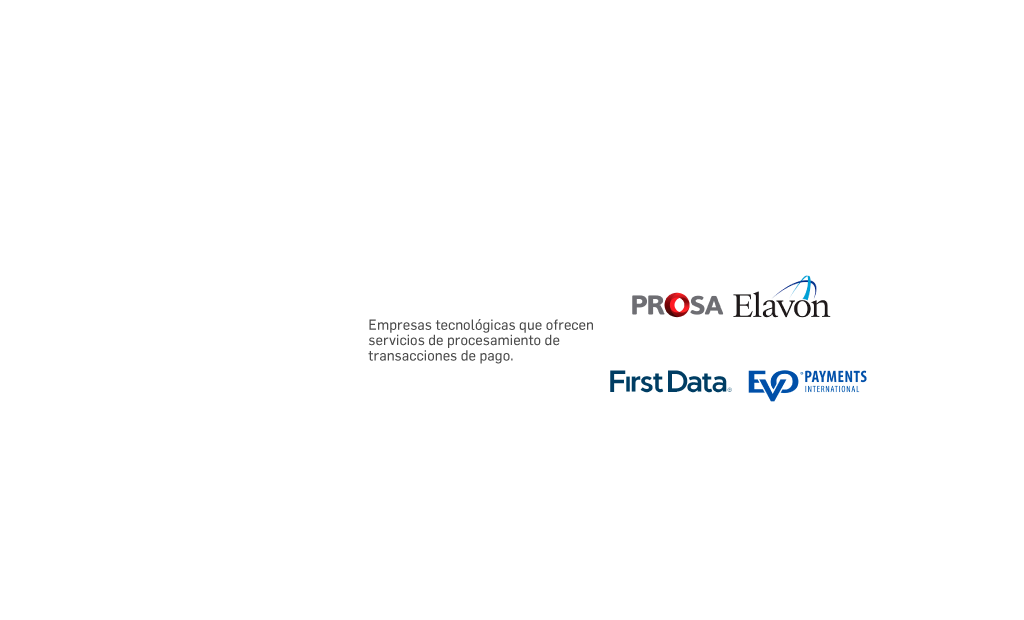 Empresas tecnológicas que ofrecen
servicios de procesamiento de
transacciones de pago.
PROSA
Elavon
First Data®
EVO® PAYMENTS
INTERNATIONAL